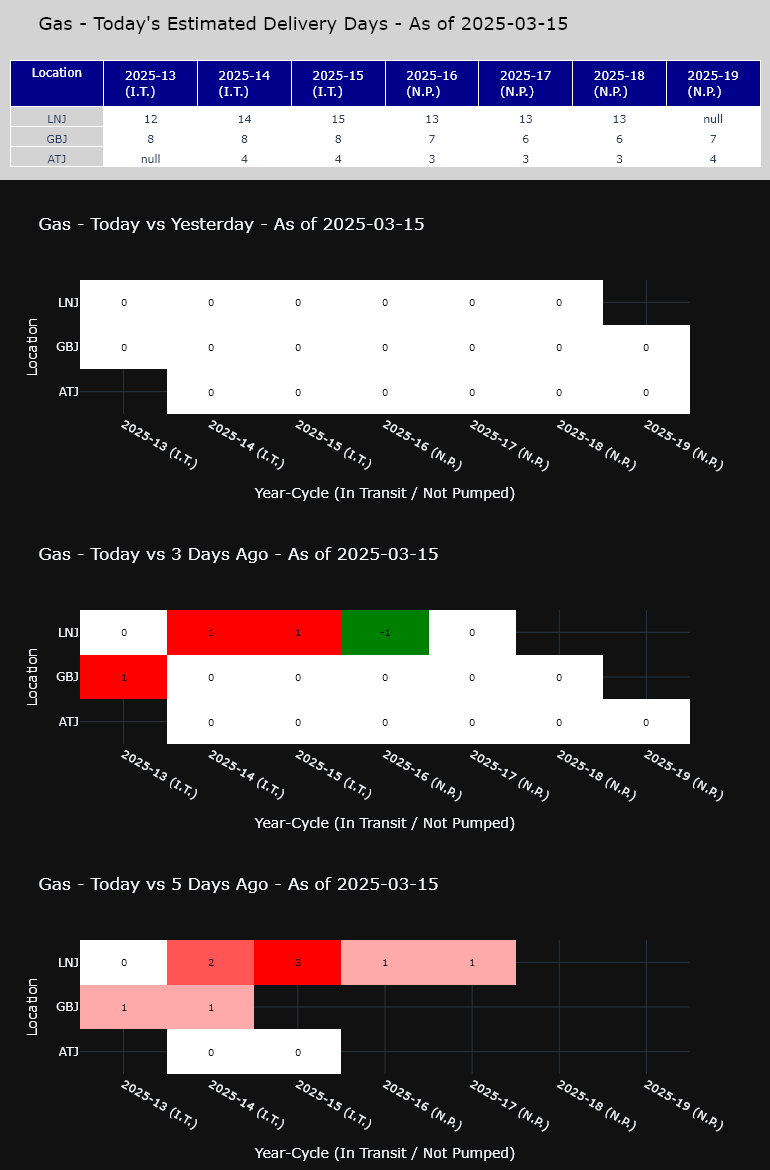 Gas - Today's Estimated Delivery Days - As of 2025-03-15
Location 2025-13 (I.T.) 2025-14 (I.T.) 2025-15 (I.T.) 2025-16 (N.P.) 2025-17 (N.P.) 2025-18 (N.P.) 2025-19 (N.P.)
LNJ 12 14 15 13 13 13 null
GBJ 8 8 8 7 6 6 7
ATJ null 4 4 3 3 3 4
Gas - Today vs Yesterday - As of 2025-03-15
Location
LNJ 0 0 0 0 0 0
GBJ 0 0 0 0 0 0 0
ATJ 0 0 0 0 0 0
2025-13 (I.T.) 2025-14 (I.T.) 2025-15 (I.T.) 2025-16 (N.P.) 2025-17 (N.P.) 2025-18 (N.P.) 2025-19 (N.P.)
Year-Cycle (In Transit / Not Pumped)
Gas - Today vs 3 Days Ago - As of 2025-03-15
Location
LNJ 0 1 1 -1 0
GBJ 1 0 0 0 0 0
ATJ 0 0 0 0 0 0
2025-13 (I.T.) 2025-14 (I.T.) 2025-15 (I.T.) 2025-16 (N.P.) 2025-17 (N.P.) 2025-18 (N.P.) 2025-19 (N.P.)
Year-Cycle (In Transit / Not Pumped)
Gas - Today vs 5 Days Ago - As of 2025-03-15
Location
LNJ 0 2 3 1 1
GBJ 1 1
ATJ 0 0
2025-13 (I.T.) 2025-14 (I.T.) 2025-15 (I.T.) 2025-16 (N.P.) 2025-17 (N.P.) 2025-18 (N.P.) 2025-19 (N.P.)
Year-Cycle (In Transit / Not Pumped)